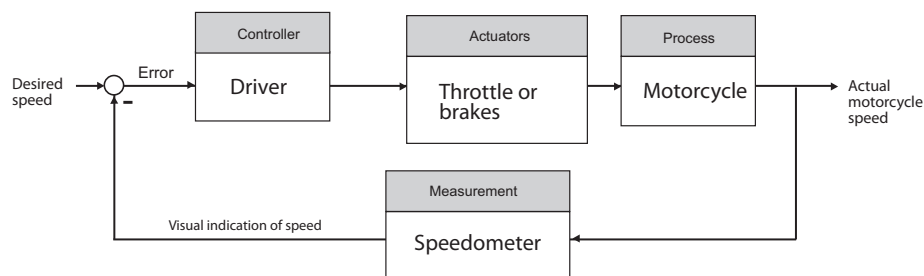 Controller
Actuators
Process
Desired
speed
Error
Driver
Throttle or
brakes
Motorcycle
Actual
motorcycle
speed
-
Measurement
Visual indication of speed
Speedometer